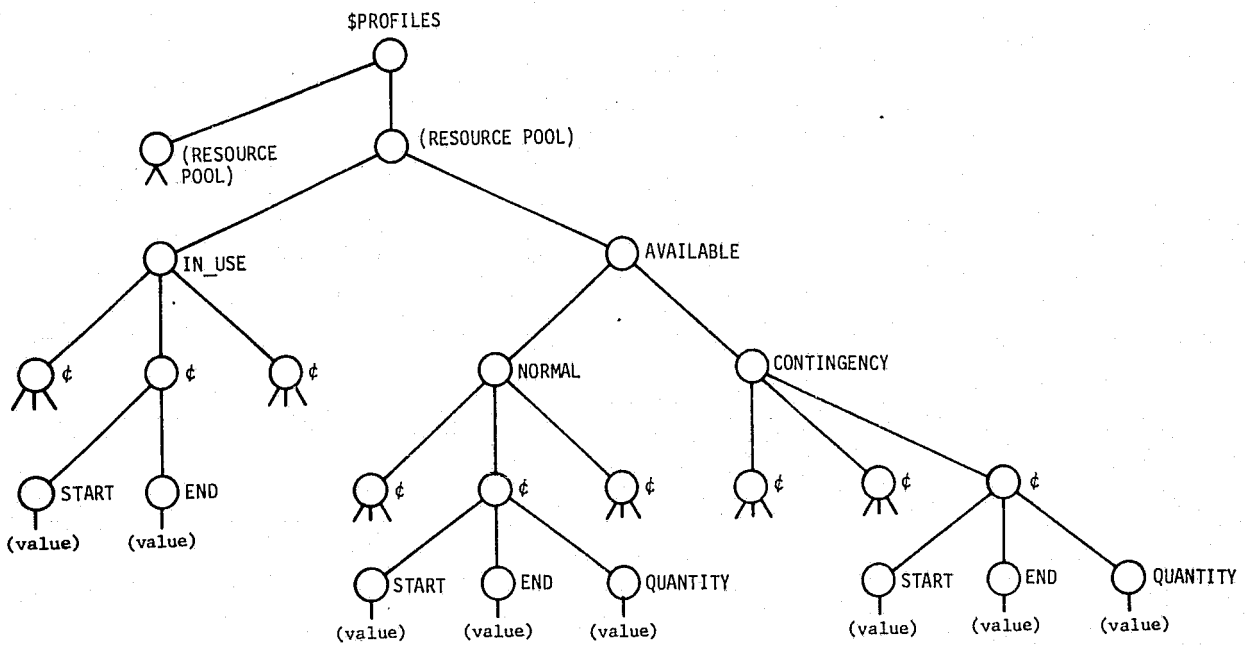 $PROFILES
(RESOURCE POOL)
(RESOURCE
POOL)
IN_USE
AVAILABLE
¢
¢
¢
NORMAL
CONTINGENCY
START
END
¢
¢
¢
¢
¢
¢
(value)
(value)
START
END
QUANTITY
START
END
QUANTITY
(value)
(value)
(value)
(value)
(value)
(value)